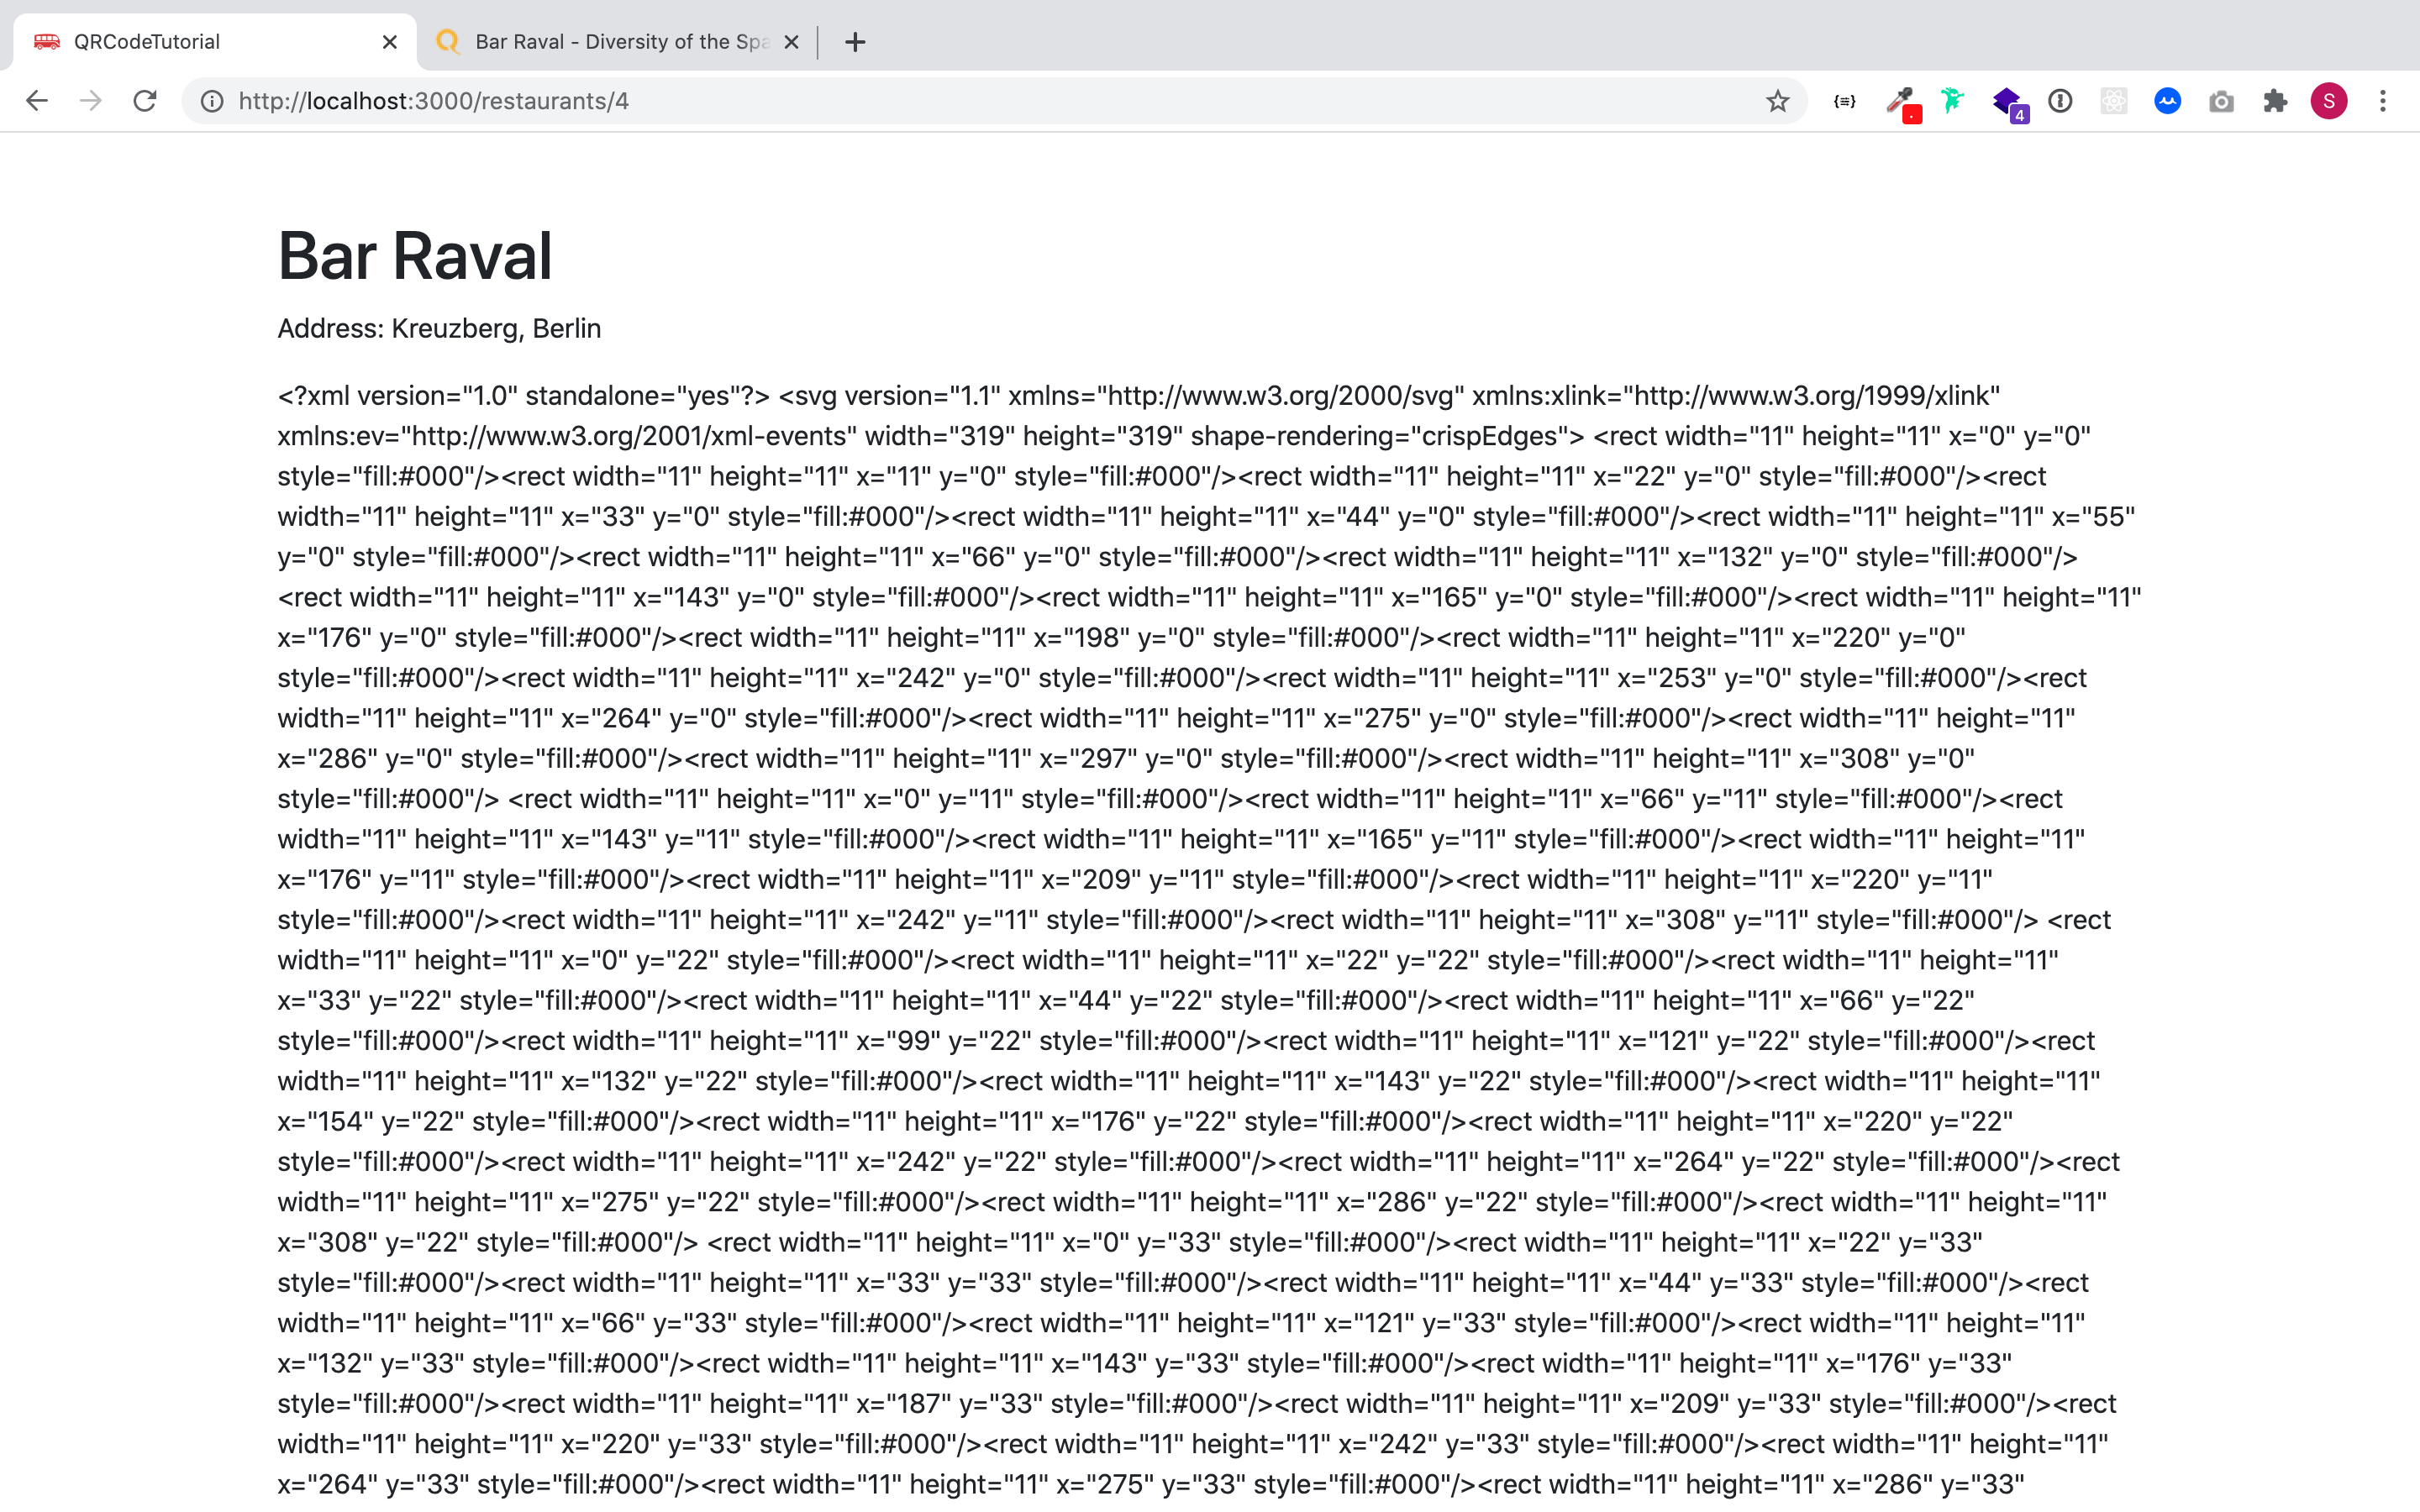 QRCodeTutorial
Bar Raval - Diversity of the Spa
http://localhost:3000/restaurants/4
4
S
Bar Raval
Address: Kreuzberg, Berlin
<?xml version="1.0" standalone="yes"?> <svg version="1.1" xmlns="http://www.w3.org/2000/svg" xmlns:xlink="http://www.w3.org/1999/xlink"
xmlns:ev="http://www.w3.org/2001/xml-events" width="319" height="319" shape-rendering="crispEdges"> <rect width="11" height="11" x="0" y="0"
style="fill:#000"/><rect width="11" height="11" x="11" y="0" style="fill:#000"/><rect width="11" height="11" x="22" y="0" style="fill:#000"/><rect
width="11" height="11" x="33" y="0" style="fill:#000"/><rect width="11" height="11" x="44" y="0" style="fill:#000"/><rect width="11" height="11" x="55"
y="0" style="fill:#000"/><rect width="11" height="11" x="66" y="0" style="fill:#000"/><rect width="11" height="11" x="132" y="0" style="fill:#000"/>
<rect width="11" height="11" x="143" y="0" style="fill:#000"/><rect width="11" height="11" x="165" y="0" style="fill:#000"/><rect width="11" height="11"
x="176" y="0" style="fill:#000"/><rect width="11" height="11" x="198" y="0" style="fill:#000"/><rect width="11" height="11" x="220" y="0"
style="fill:#000"/><rect width="11" height="11" x="242" y="0" style="fill:#000"/><rect width="11" height="11" x="253" y="0" style="fill:#000"/><rect
width="11" height="11" x="264" y="0" style="fill:#000"/><rect width="11" height="11" x="275" y="0" style="fill:#000"/><rect width="11" height="11"
x="286" y="0" style="fill:#000"/><rect width="11" height="11" x="297" y="0" style="fill:#000"/><rect width="11" height="11" x="308" y="0"
style="fill:#000"/> <rect width="11" height="11" x="0" y="11" style="fill:#000"/><rect width="11" height="11" x="66" y="11" style="fill:#000"/><rect
width="11" height="11" x="143" y="11" style="fill:#000"/><rect width="11" height="11" x="165" y="11" style="fill:#000"/><rect width="11" height="11"
x="176" y="11" style="fill:#000"/><rect width="11" height="11" x="209" y="11" style="fill:#000"/><rect width="11" height="11" x="220" y="11"
style="fill:#000"/><rect width="11" height="11" x="242" y="11" style="fill:#000"/><rect width="11" height="11" x="308" y="11" style="fill:#000"/> <rect
width="11" height="11" x="0" y="22" style="fill:#000"/><rect width="11" height="11" x="22" y="22" style="fill:#000"/><rect width="11" height="11"
x="33" y="22" style="fill:#000"/><rect width="11" height="11" x="44" y="22" style="fill:#000"/><rect width="11" height="11" x="66" y="22"
style="fill:#000"/><rect width="11" height="11" x="99" y="22" style="fill:#000"/><rect width="11" height="11" x="121" y="22" style="fill:#000"/><rect
width="11" height="11" x="132" y="22" style="fill:#000"/><rect width="11" height="11" x="143" y="22" style="fill:#000"/><rect width="11" height="11"
x="154" y="22" style="fill:#000"/><rect width="11" height="11" x="176" y="22" style="fill:#000"/><rect width="11" height="11" x="220" y="22"
style="fill:#000"/><rect width="11" height="11" x="242" y="22" style="fill:#000"/><rect width="11" height="11" x="264" y="22" style="fill:#000"/><rect
width="11" height="11" x="275" y="22" style="fill:#000"/><rect width="11" height="11" x="286" y="22" style="fill:#000"/><rect width="11" height="11"
x="308" y="22" style="fill:#000"/> <rect width="11" height="11" x="0" y="33" style="fill:#000"/><rect width="11" height="11" x="22" y="33"
style="fill:#000"/><rect width="11" height="11" x="33" y="33" style="fill:#000"/><rect width="11" height="11" x="44" y="33" style="fill:#000"/><rect
width="11" height="11" x="66" y="33" style="fill:#000"/><rect width="11" height="11" x="121" y="33" style="fill:#000"/><rect width="11" height="11"
x="132" y="33" style="fill:#000"/><rect width="11" height="11" x="143" y="33" style="fill:#000"/><rect width="11" height="11" x="176" y="33"
style="fill:#000"/><rect width="11" height="11" x="187" y="33" style="fill:#000"/><rect width="11" height="11" x="209" y="33" style="fill:#000"/><rect
width="11" height="11" x="220" y="33" style="fill:#000"/><rect width="11" height="11" x="242" y="33" style="fill:#000"/><rect width="11" height="11"
x="264" y="33" style="fill:#000"/><rect width="11" height="11" x="275" y="33" style="fill:#000"/><rect width="11" height="11" x="286" y="33"